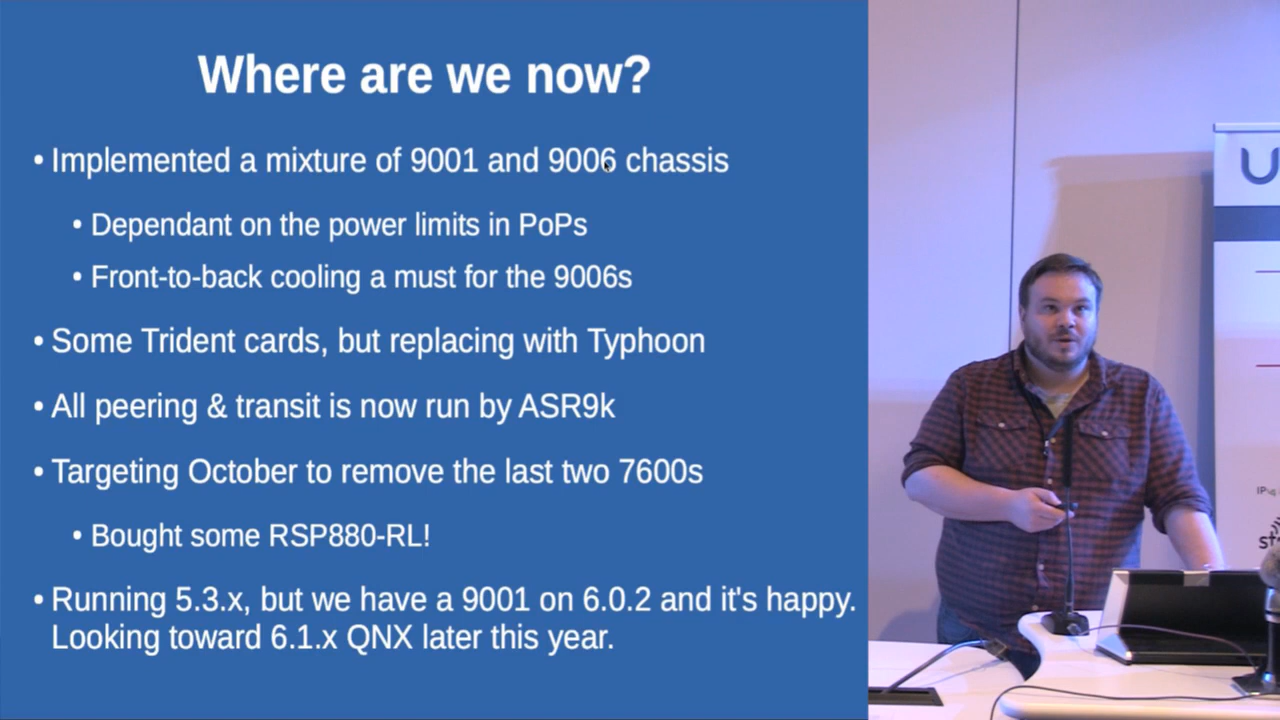 Where are we now?
• Implemented a mixture of 9001 and 9006 chassis
• Dependant on the power limits in PoPs
• Front-to-back cooling a must for the 9006s
• Some Trident cards, but replacing with Typhoon
• All peering & transit is now run by ASR9k
• Targeting October to remove the last two 7600s
• Bought some RSP880-RL!
• Running 5.3.x, but we have a 9001 on 6.0.2 and it's happy.
Looking toward 6.1.x QNX later this year.